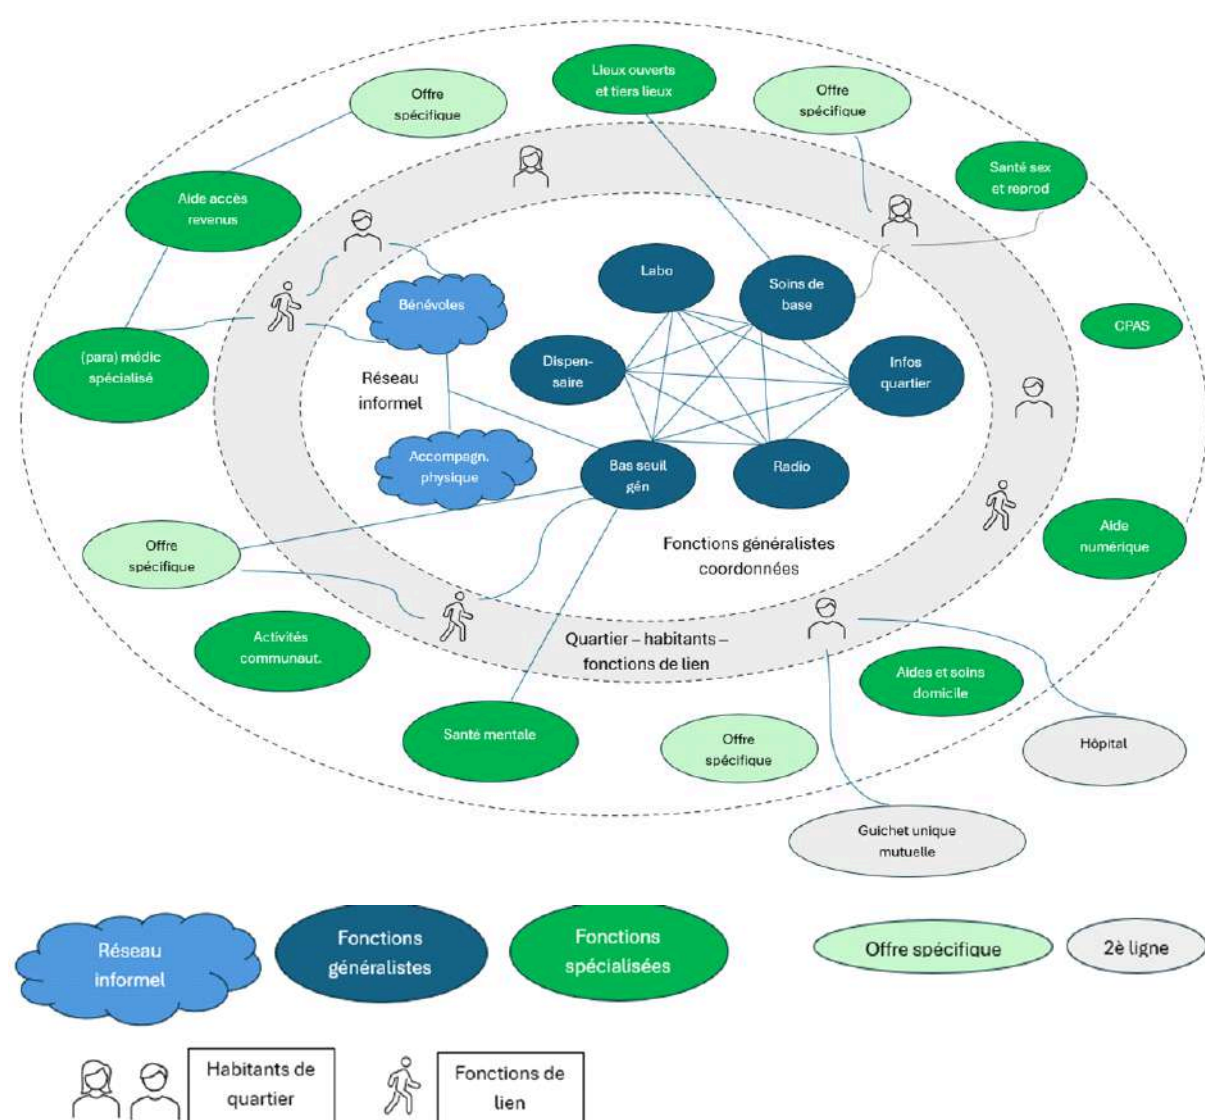 Lieux ouverts
et tiers lieux
Offre
spécifique
Offre
spécifique
Santé sex
et reprod
Aide accès
revenus
Labo
Soins de
base
Bénévoles
CPAS
(para) médic
spécialisé
Dispen-
saire
Infos
quartier
Réseau
informel
Accompagn.
physique
Bas seuil
gén
Radio
Offre
spécifique
Fonctions généralistes
coordonnées
Aide
numérique
Activités
communaut.
Quartier – habitants –
fonctions de lien
Aides et soins
domicile
Santé mentale
Offre
spécifique
Hôpital
Guichet unique
mutuelle
Réseau
informel
Fonctions
généralistes
Fonctions
spécialisées
Offre spécifique
2è ligne
Habitants de
quartier
Fonctions de
lien